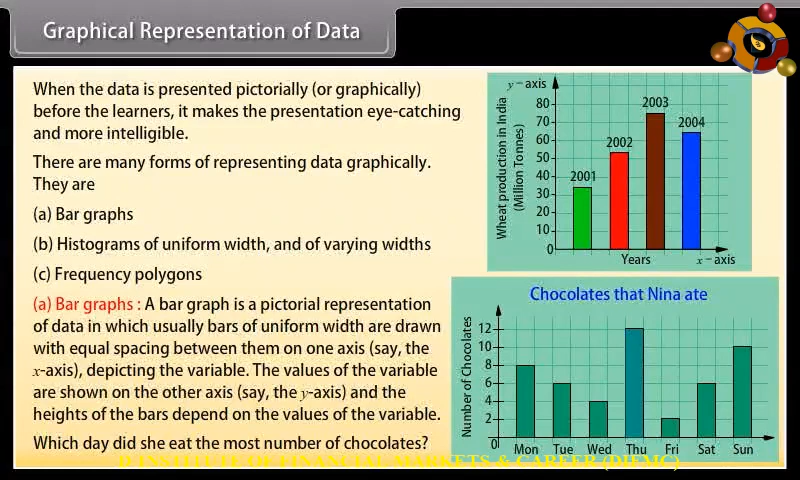 Graphical Representation of Data
When the data is presented pictorially (or graphically)
before the learners, it makes the presentation eye-catching
and more intelligible.
There are many forms of representing data graphically.
They are
(a) Bar graphs
(b) Histograms of uniform width, and of varying widths
(c) Frequency polygons
(a) Bar graphs : A bar graph is a pictorial representation
of data in which usually bars of uniform width are drawn
with equal spacing between them on one axis (say, the
x-axis), depicting the variable. The values of the variable
are shown on the other axis (say, the y-axis) and the
heights of the bars depend on the values of the variable.
Which day did she eat the most number of chocolates?
y – axis
Wheat production in India
(Million Tonnes)
80
70
60
50
40
30
20
10
0
2001
2002
2003
2004
Years
x – axis
Chocolates that Nina ate
Number of Chocolates
12
10
8
6
4
2
0
Mon Tue Wed Thu Fri Sat Sun
D INSTITUTE OF FINANCIAL MARKETS & CAREER (DIFMC)